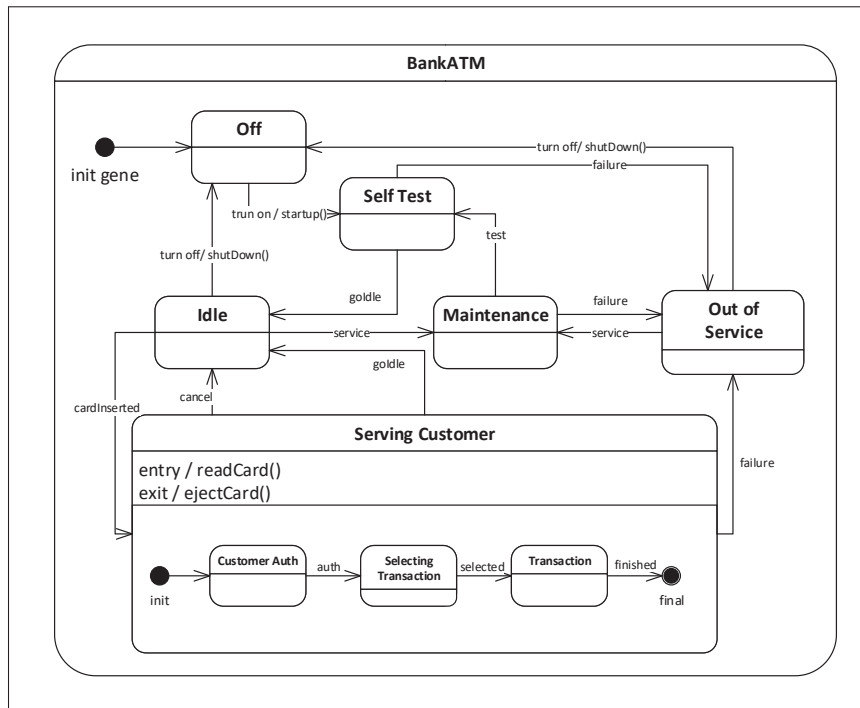 BankATM
Off
init gene
turn off/ shutDown()
failure
Self Test
trun on / startup()
test
turn off/ shutDown()
goIdle
Idle
Maintenance
failure
Out of
Service
service
service
goIdle
cancel
cardInserted
Serving Customer
failure
entry / readCard()
exit / ejectCard()
Customer Auth
auth
Selecting
Transaction
selected
Transaction
finished
init
final